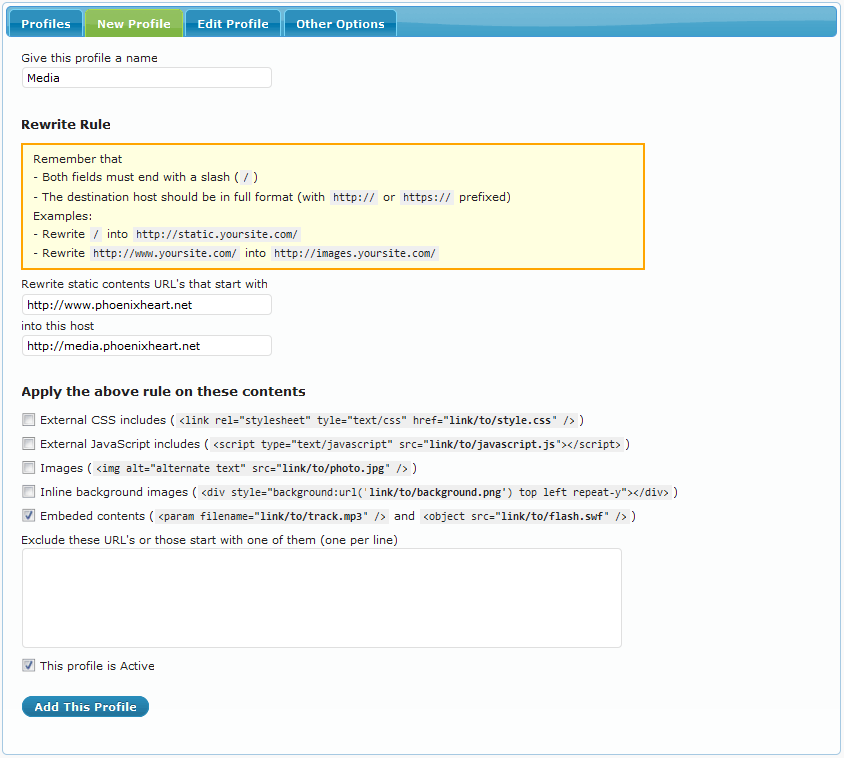 Profiles New Profile Edit Profile Other Options
Give this profile a name
Media
Rewrite Rule
Remember that
- Both fields must end with a slash ( / )
- The destination host should be in full format (with http:// or https:// prefixed)
Examples:
- Rewrite / into http://static.yoursite.com/
- Rewrite http://www.yoursite.com/ into http://images.yoursite.com/
Rewrite static contents URL's that start with
http://www.phoenixheart.net
into this host
http://media.phoenixheart.net
Apply the above rule on these contents
External CSS includes ( <link rel="stylesheet" tyle="text/css" href="link/to/style.css" /> )
External JavaScript includes ( <script type="text/javascript" src="link/to/javascript.js"></script> )
Images ( <img alt="alternate text" src="link/to/photo.jpg" /> )
Inline background images ( <div style="background:url('link/to/background.png') top left repeat-y"></div> )
Embeded contents ( <param filename="link/to/track.mp3" /> and <object src="link/to/flash.swf" /> )
Exclude these URL's or those start with one of them (one per line)
This profile is Active
Add This Profile